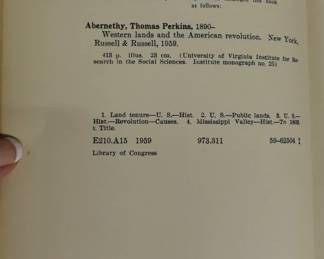 as follows:
Abernethy, Thomas Perkins, 1890–
Western lands and the American revolution. New York,
Russell & Russell, 1959.
413 p. illus. 23 cm. (University of Virginia Institute for Re
search in the Social Sciences. Institute monograph no. 25)
1. Land tenure—U. S.—Hist. 2. U. S.—Public lands. 3. U. S.—
Hist.—Revolution—Causes. 4. Mississippi Valley—Hist.—To
I. Title.
E210.A15 1959 973.311 59–62504 ‡
Library of Congress